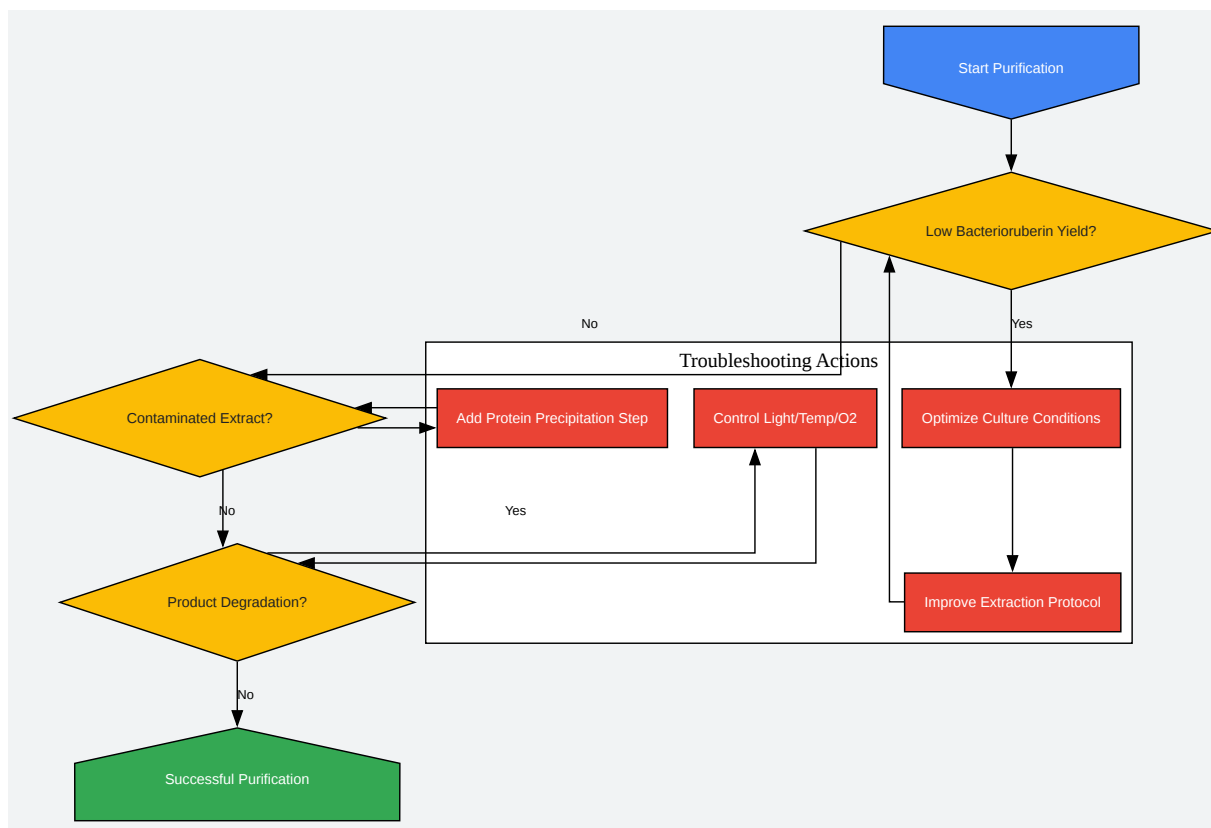 Start Purification
Low Bacterioruberin Yield?
No
Yes
Troubleshooting Actions
Contaminated Extract?
Add Protein Precipitation Step
Control Light/Temp/O2
Optimize Culture Conditions
No
Yes
Product Degradation?
Improve Extraction Protocol
No
Successful Purification